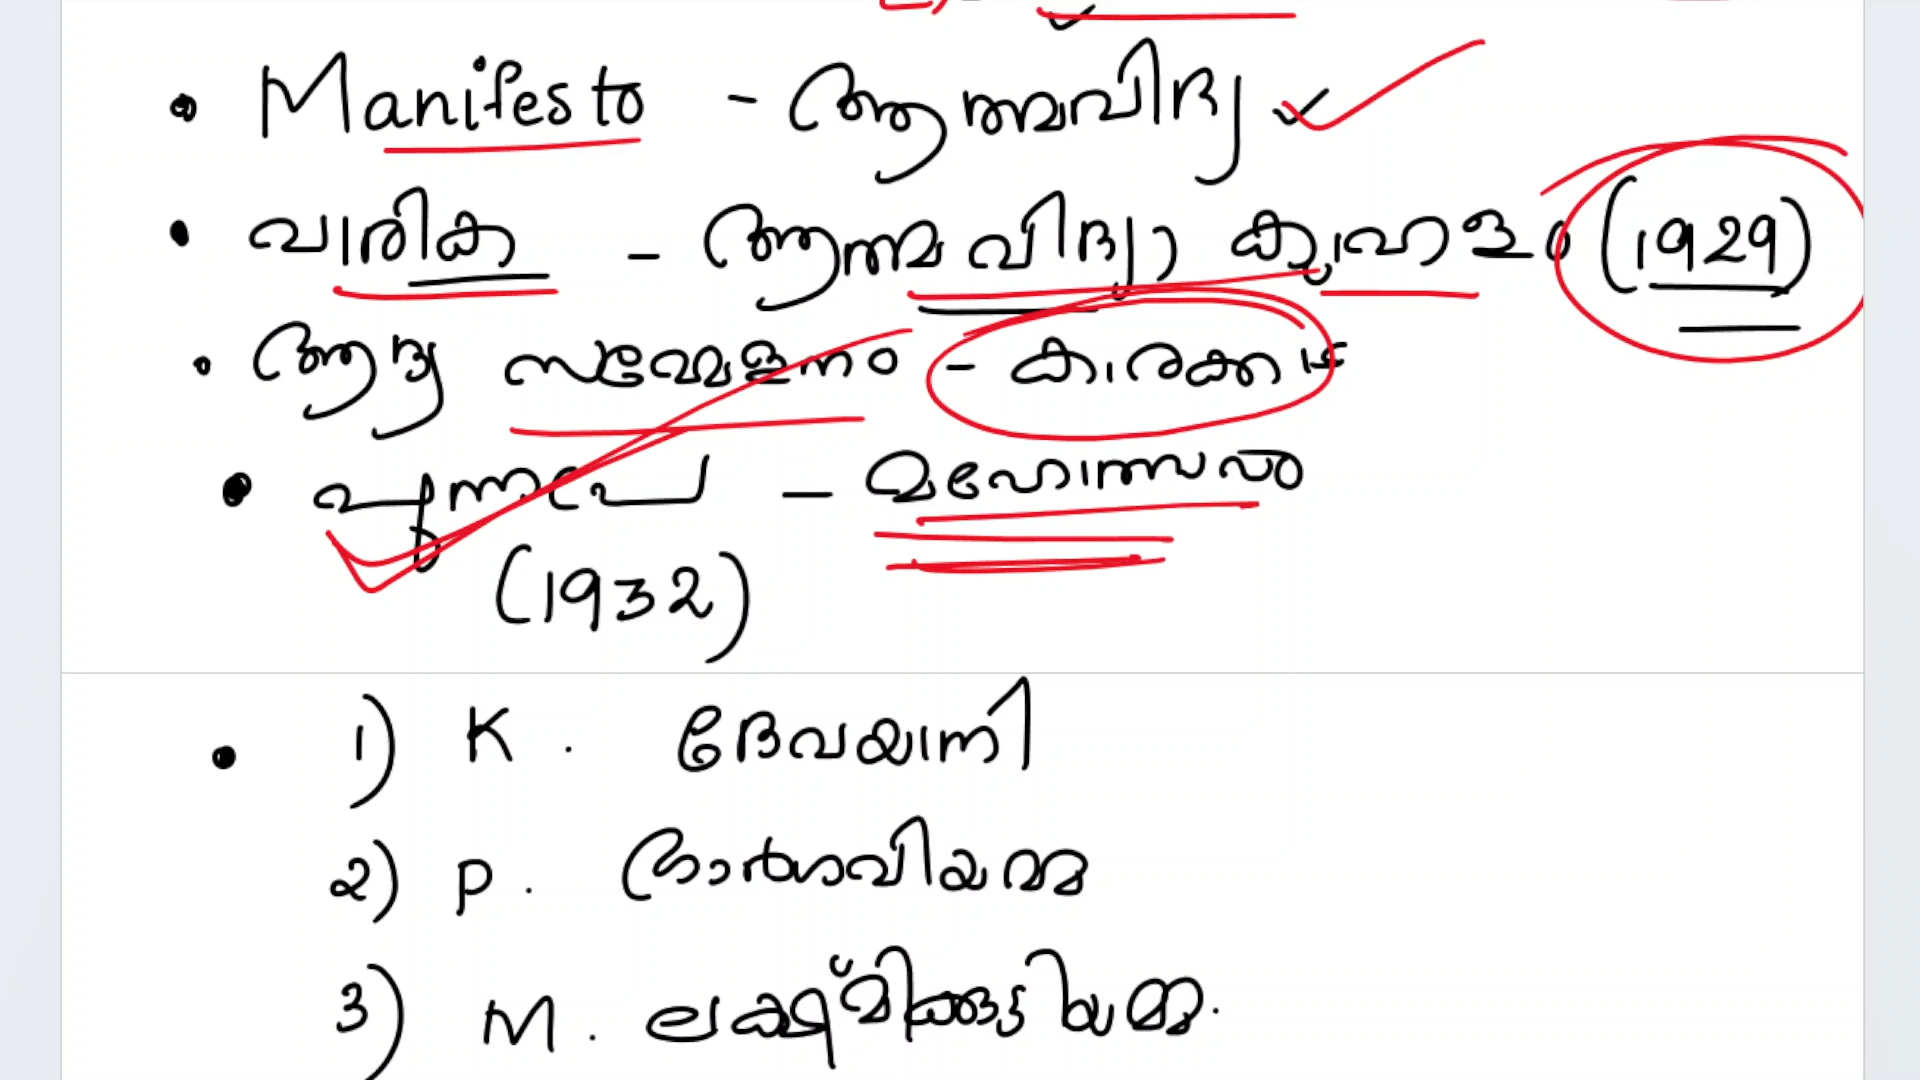 • Manifesto - ആത്മവിദ്യ
• വാരിക - ആത്മവിദ്യാ കാഹളം (1929)
• ആദ്യ സമ്മേളനം - കാരക്കാട്
• പുന്നപ്ര - മഹോത്സവം
(1932)
• 1) K. ദേവയാനി
2) P. ഭാർഗവിയമ്മ
3) M. ലക്ഷ്മിക്കുട്ടിയമ്മ.